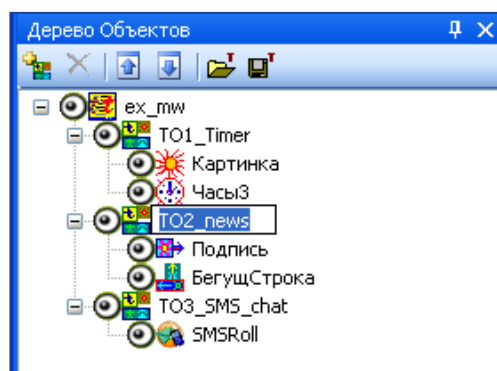 Дерево Объектов
ex_mw
TO1_Timer
Картинка
Часы3
TO2_news
Подпись
БегущСтрока
TO3_SMS_chat
SMSRoll